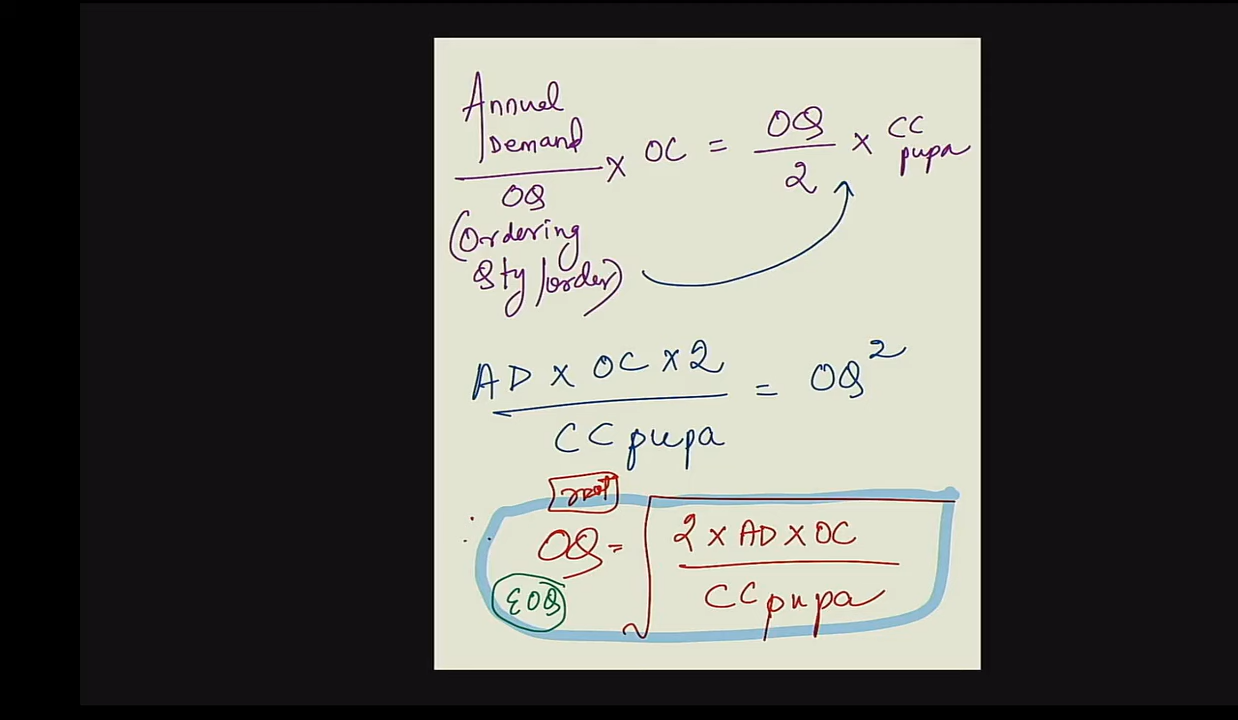 Annual
Demand
OQ
(Ordering
Qty/order)
× OC = OQ/2 × CC pupa
AD × OC × 2 / CC pupa = OQ²
∴ OQ = √(2 × AD × OC / CC pupa)
EOQ